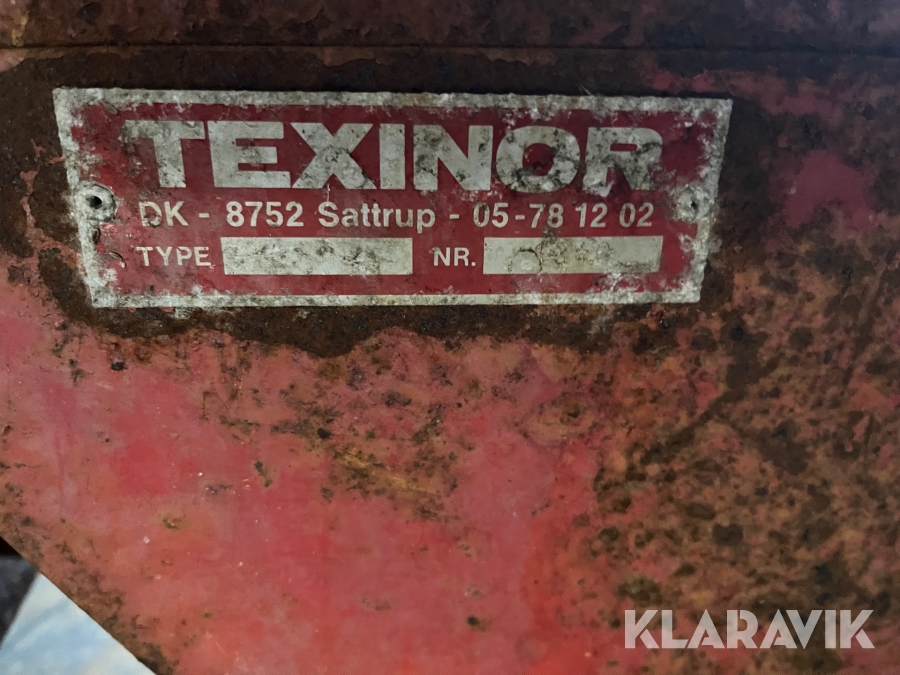 TEXINOR
DK - 8752 Sattrup - 05-78 12 02
TYPE NR.
KLARAVIK